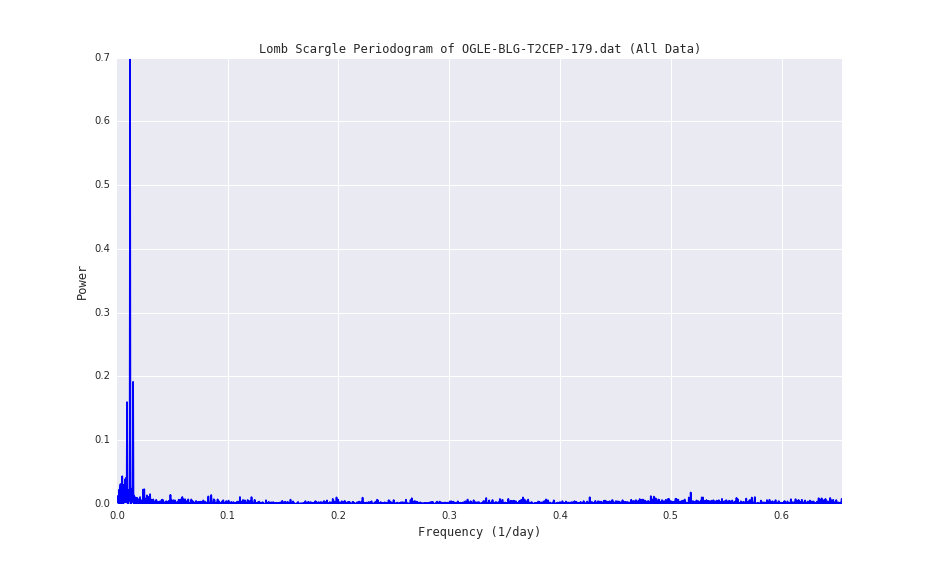 Lomb Scargle Periodogram of OGLE-BLG-T2CEP-179.dat (All Data)
0.7
0.6
0.5
0.4
0.3
0.2
0.1
0.0
Power
0.0 0.1 0.2 0.3 0.4 0.5 0.6
Frequency (1/day)